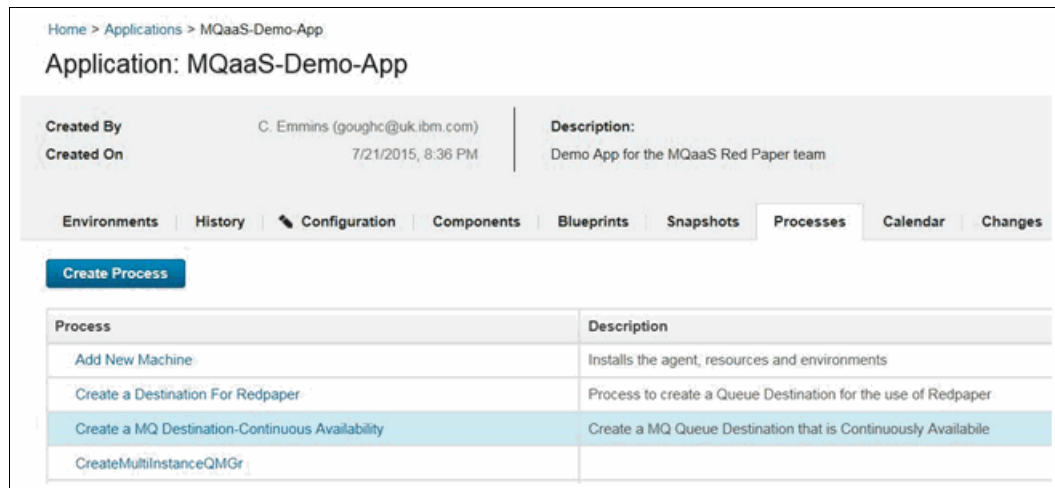 Home > Applications > MQaaS-Demo-App
Application: MQaaS-Demo-App
Created By C. Emmins (goughc@uk.ibm.com)
Created On 7/21/2015, 8:36 PM
Description:
Demo App for the MQaaS Red Paper team
Environments History Configuration Components Blueprints Snapshots Processes Calendar Changes
Create Process
Process Description
Add New Machine Installs the agent, resources and environments
Create a Destination For Redpaper Process to create a Queue Destination for the use of Redpaper
Create a MQ Destination-Continuous Availability Create a MQ Queue Destination that is Continuously Availabile
CreateMultiInstanceQMGr